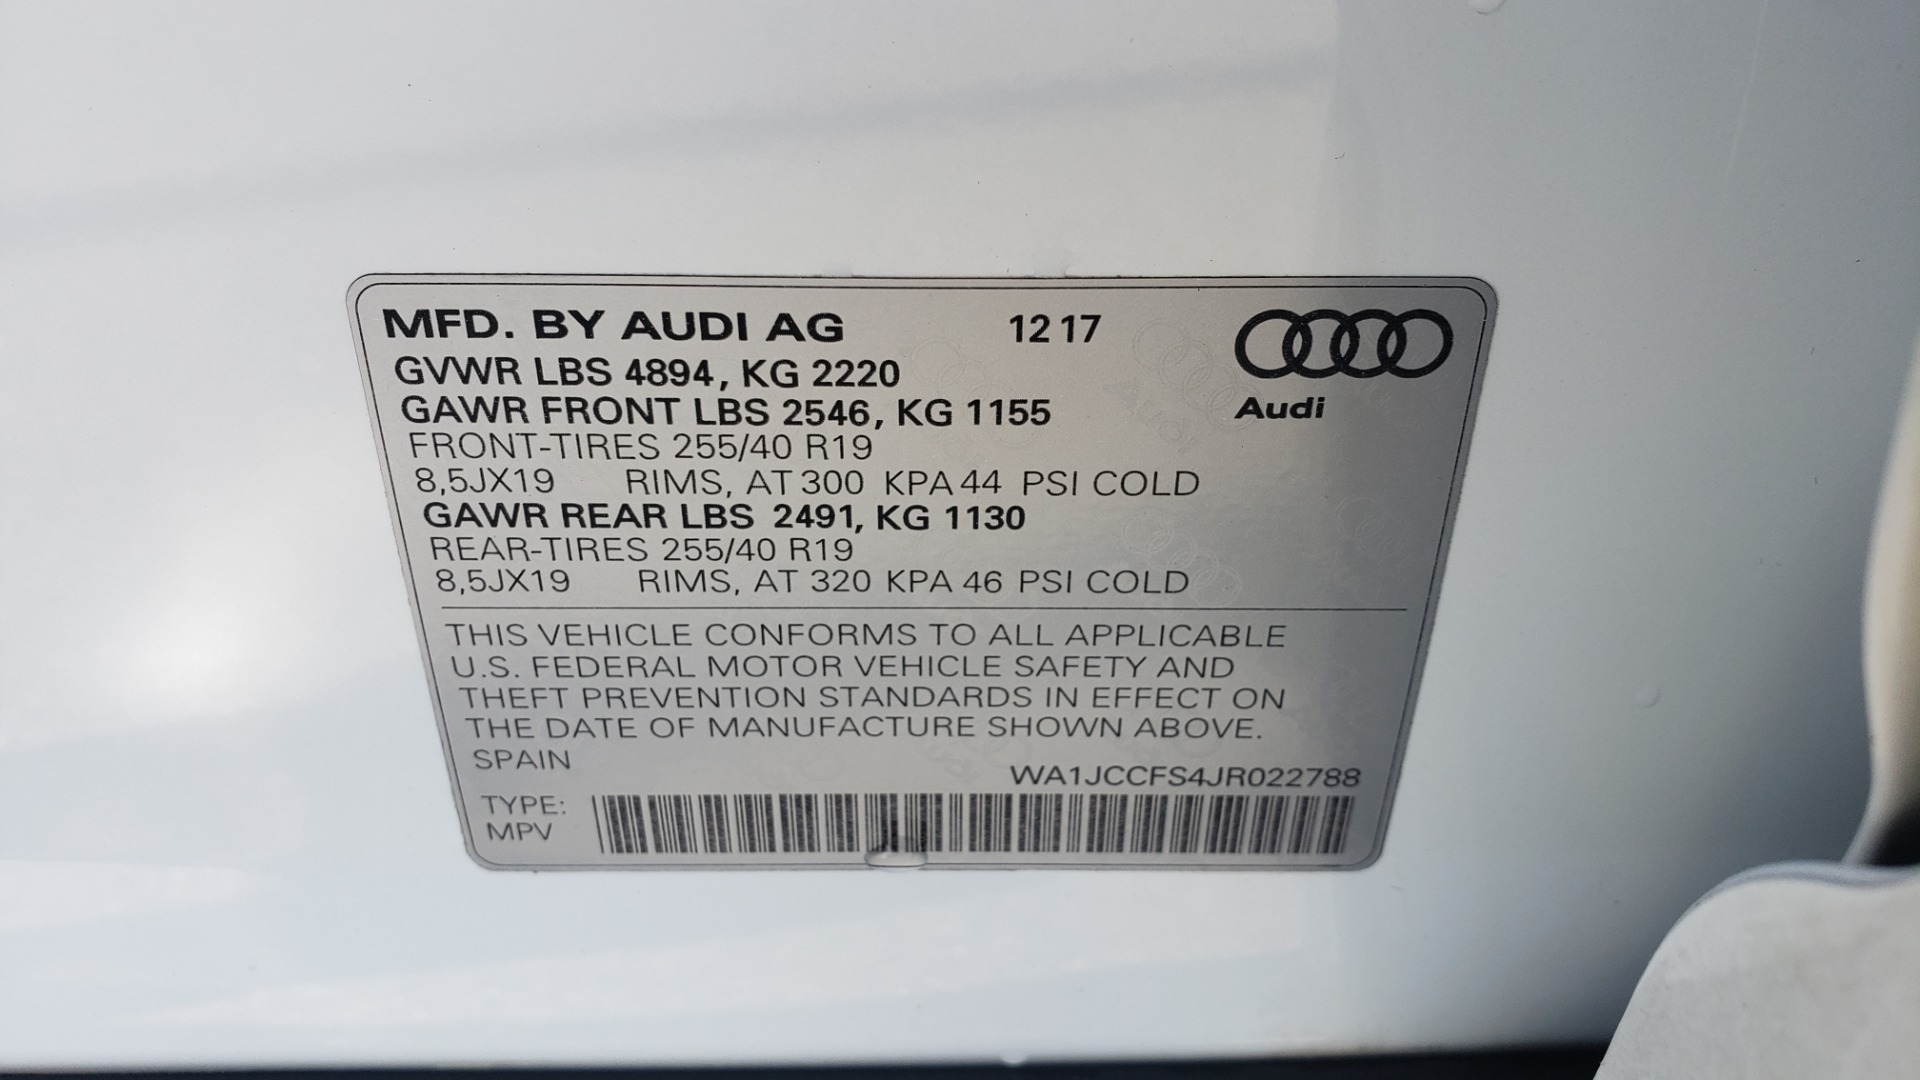 MFD. BY AUDI AG 12 17
GVWR LBS 4894, KG 2220
GAWR FRONT LBS 2546, KG 1155
Audi
FRONT-TIRES 255/40 R19
8,5JX19 RIMS, AT 300 KPA 44 PSI COLD
GAWR REAR LBS 2491, KG 1130
REAR-TIRES 255/40 R19
8,5JX19 RIMS, AT 320 KPA 46 PSI COLD
THIS VEHICLE CONFORMS TO ALL APPLICABLE
U.S. FEDERAL MOTOR VEHICLE SAFETY AND
THEFT PREVENTION STANDARDS IN EFFECT ON
THE DATE OF MANUFACTURE SHOWN ABOVE.
SPAIN
WA1JCCFS4JR022788
TYPE:
MPV